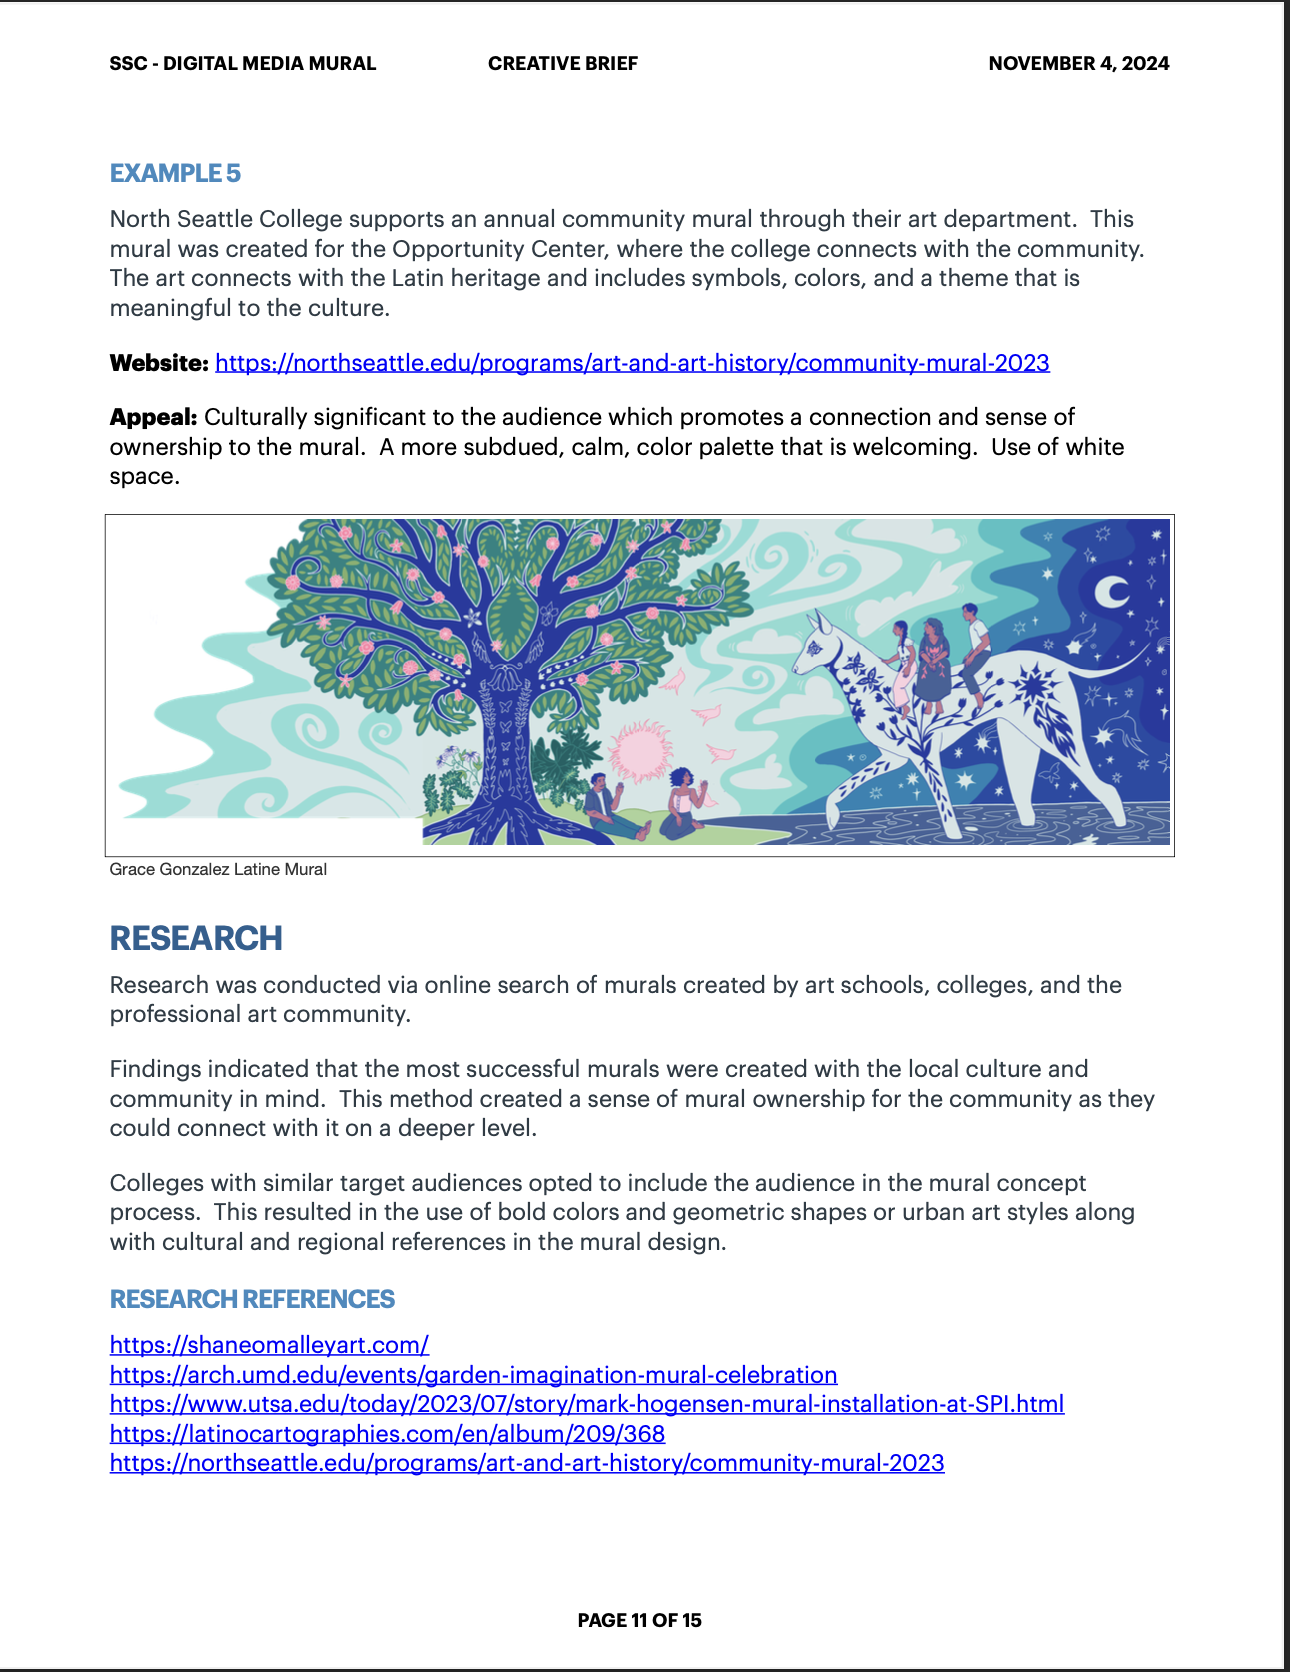 SSC - DIGITAL MEDIA MURAL CREATIVE BRIEF NOVEMBER 4, 2024
EXAMPLE 5
North Seattle College supports an annual community mural through their art department.  This
mural was created for the Opportunity Center, where the college connects with the community.
The art connects with the Latin heritage and includes symbols, colors, and a theme that is
meaningful to the culture.
Website: https://northseattle.edu/programs/art-and-art-history/community-mural-2023
Appeal: Culturally significant to the audience which promotes a connection and sense of
ownership to the mural.  A more subdued, calm, color palette that is welcoming.  Use of white
space.
Grace Gonzalez Latine Mural
RESEARCH
Research was conducted via online search of murals created by art schools, colleges, and the
professional art community.
Findings indicated that the most successful murals were created with the local culture and
community in mind.  This method created a sense of mural ownership for the community as they
could connect with it on a deeper level.
Colleges with similar target audiences opted to include the audience in the mural concept
process.  This resulted in the use of bold colors and geometric shapes or urban art styles along
with cultural and regional references in the mural design.
RESEARCH REFERENCES
https://shaneomalleyart.com/
https://arch.umd.edu/events/garden-imagination-mural-celebration
https://www.utsa.edu/today/2023/07/story/mark-hogensen-mural-installation-at-SPI.html
https://latinocartographies.com/en/album/209/368
https://northseattle.edu/programs/art-and-art-history/community-mural-2023
PAGE 11 OF 15